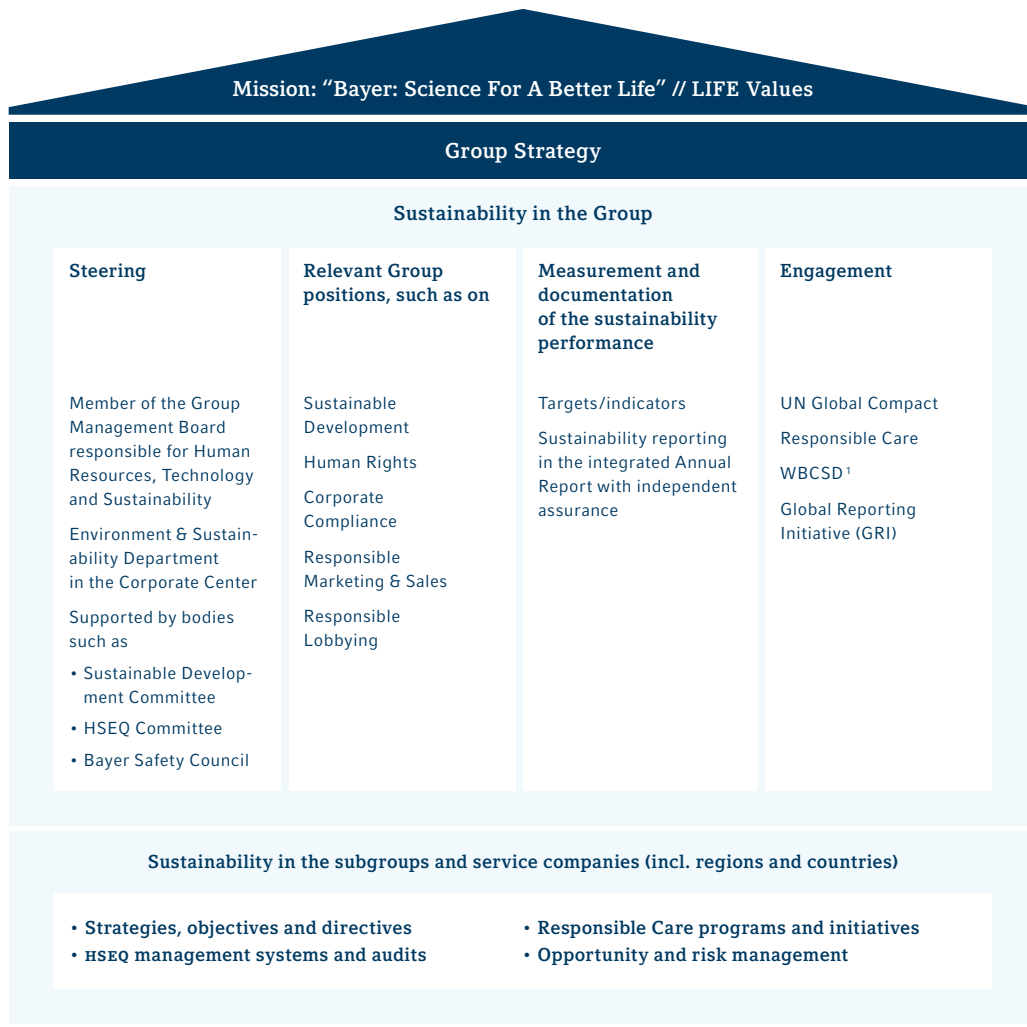 Mission: “Bayer: Science For A Better Life” // LIFE Values
Group Strategy
Sustainability in the Group
Steering
Member of the Group
Management Board
responsible for Human
Resources, Technology
and Sustainability
Environment & Sustain-
ability Department
in the Corporate Center
Supported by bodies
such as
• Sustainable Develop-
ment Committee
• HSEQ Committee
• Bayer Safety Council
Relevant Group
positions, such as on
Sustainable
Development
Human Rights
Corporate
Compliance
Responsible
Marketing & Sales
Responsible
Lobbying
Measurement and
documentation
of the sustainability
performance
Targets/indicators
Sustainability reporting
in the integrated Annual
Report with independent
assurance
Engagement
UN Global Compact
Responsible Care
WBCSD ¹
Global Reporting
Initiative (GRI)
Sustainability in the subgroups and service companies (incl. regions and countries)
• Strategies, objectives and directives
• HSEQ management systems and audits
• Responsible Care programs and initiatives
• Opportunity and risk management